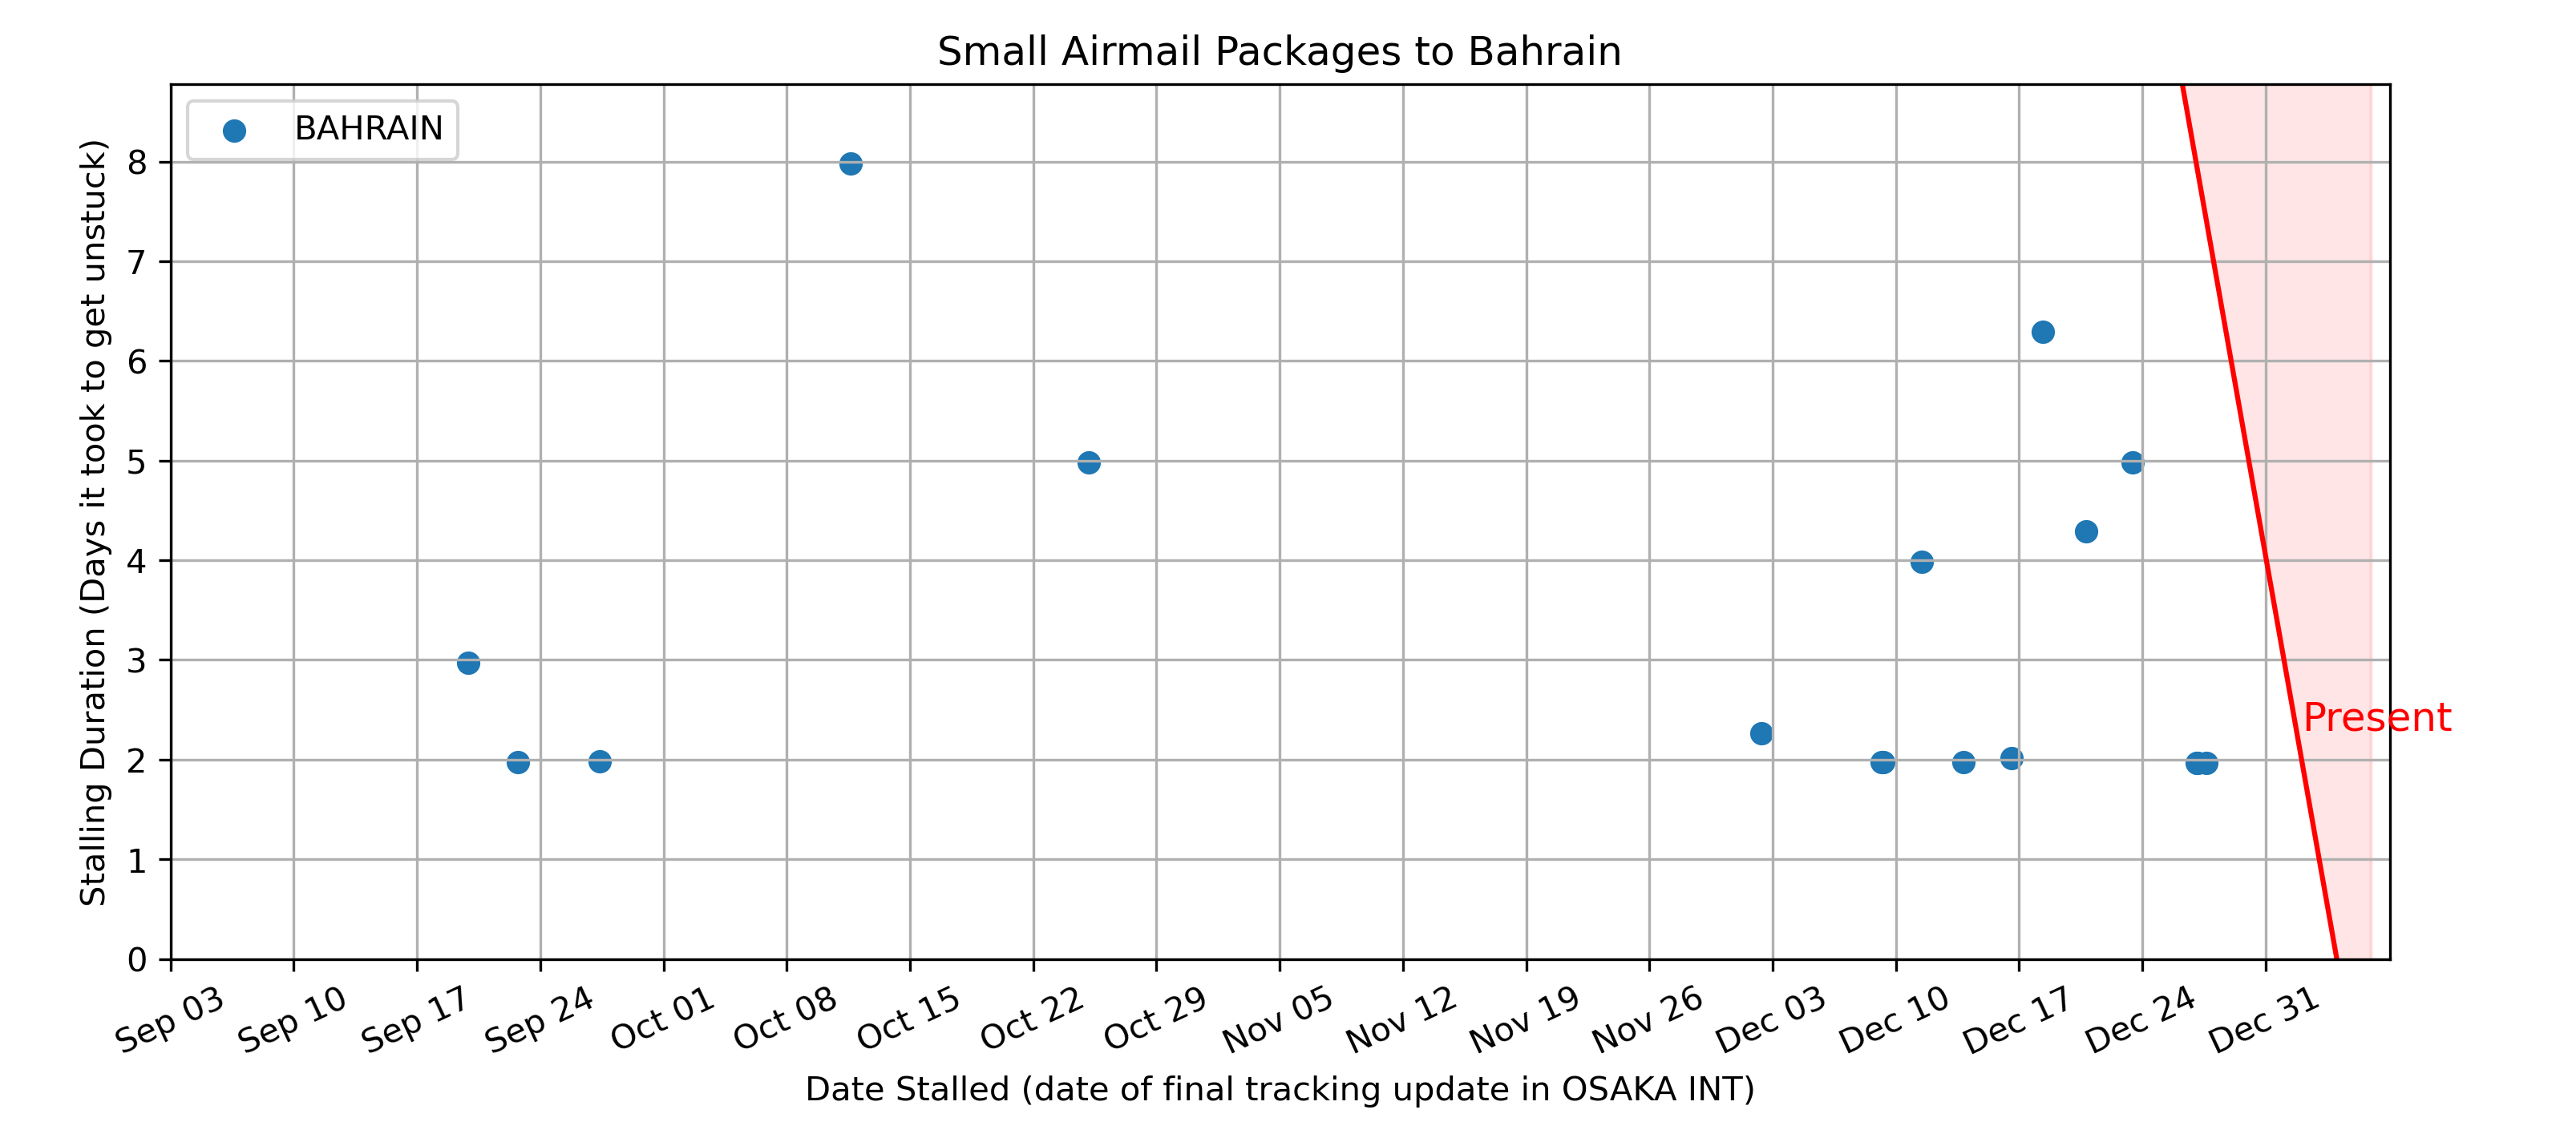 Small Airmail Packages to Bahrain
BAHRAIN
Stalling Duration (Days it took to get unstuck)
8
7
6
5
4
3
2
1
0
Present
Sep 03
Sep 10
Sep 17
Sep 24
Oct 01
Oct 08
Oct 15
Oct 22
Oct 29
Nov 05
Nov 12
Nov 19
Nov 26
Dec 03
Dec 10
Dec 17
Dec 24
Dec 31
Date Stalled (date of final tracking update in OSAKA INT)